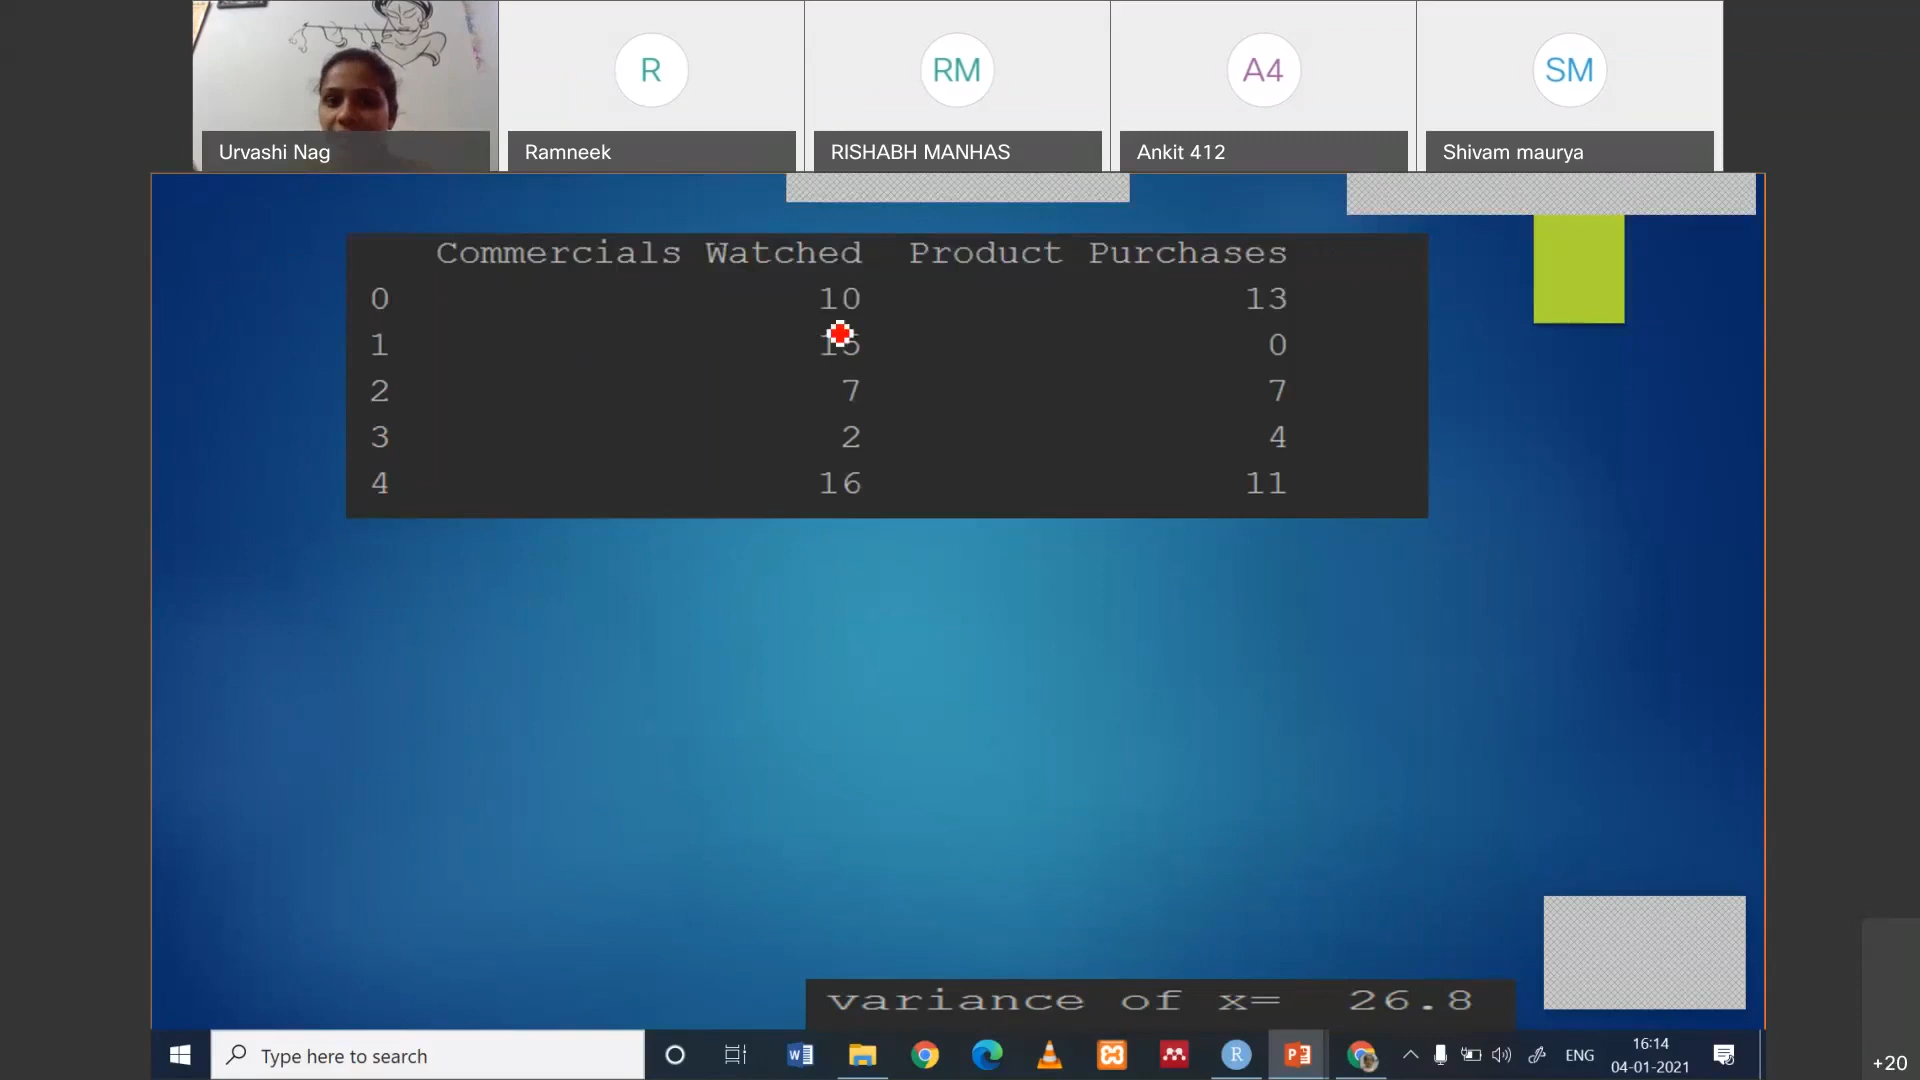 R
RM
A4
SM
Urvashi Nag
Ramneek
RISHABH MANHAS
Ankit 412
Shivam maurya
Commercials Watched Product Purchases
0 10 13
1 15 0
2 7 7
3 2 4
4 16 11
variance of x= 26.8
Type here to search
ENG
16:14
04-01-2021
+20